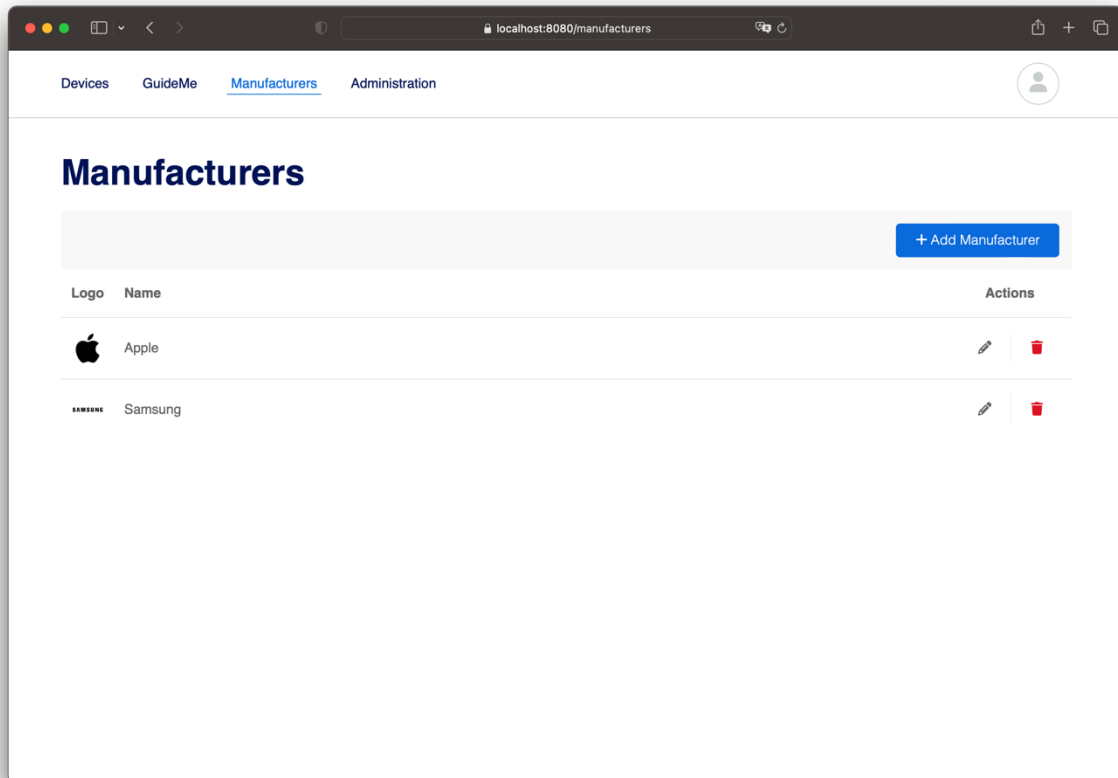 localhost:8080/manufacturers
Devices GuideMe Manufacturers Administration
Manufacturers
+ Add Manufacturer
Logo Name Actions
Apple
SAMSUNG Samsung